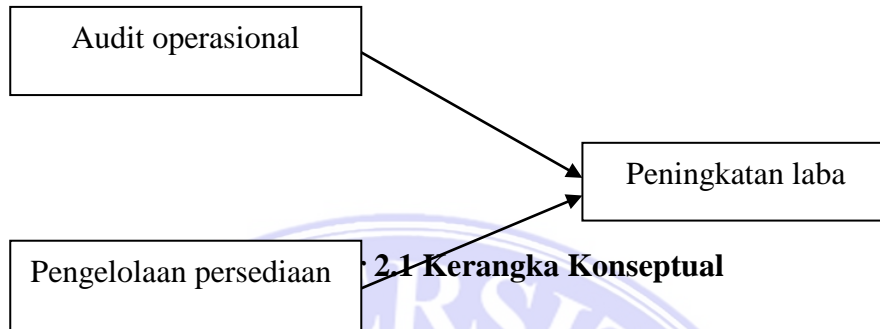 Audit operasional
Peningkatan laba
Pengelolaan persediaan
2.1 Kerangka Konseptual